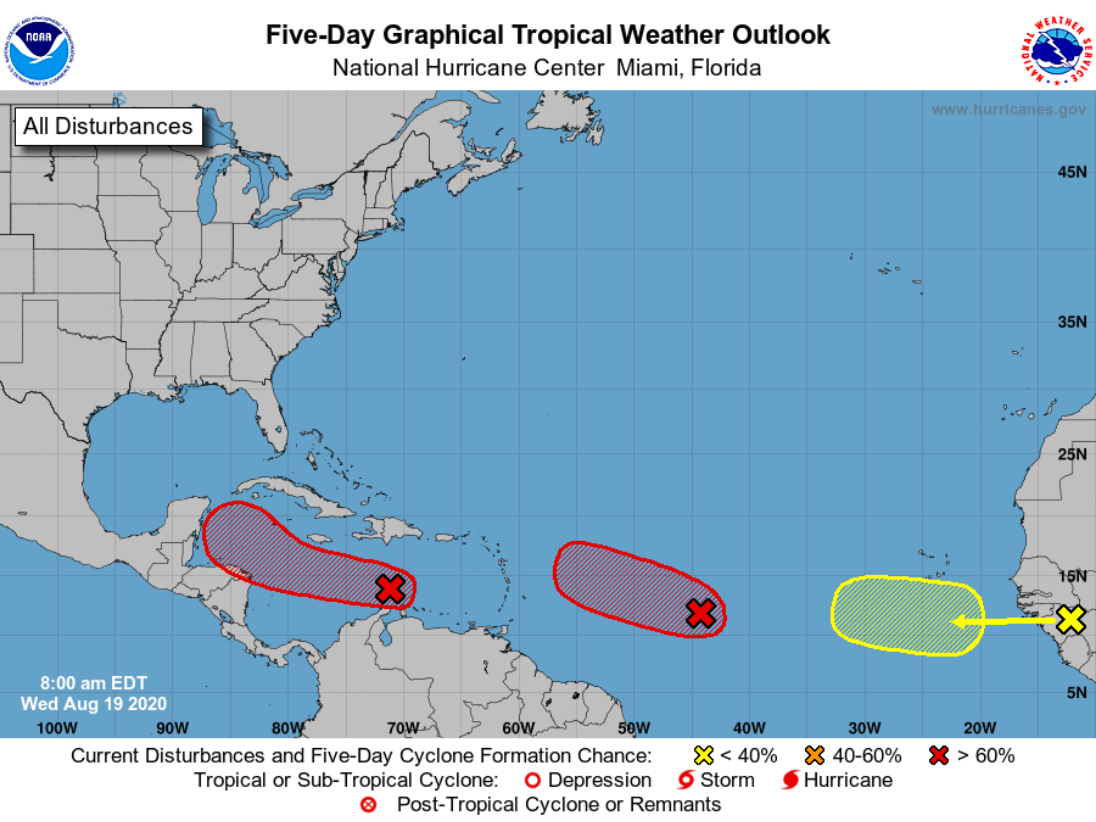 NOAA
Five-Day Graphical Tropical Weather Outlook
National Hurricane Center Miami, Florida
NATIONAL WEATHER SERVICE
All Disturbances
www.hurricanes.gov
45N
35N
25N
15N
5N
8:00 am EDT
Wed Aug 19 2020
100W 90W 80W 70W 60W 50W 40W 30W 20W
Current Disturbances and Five-Day Cyclone Formation Chance: < 40% 40-60% > 60%
Tropical or Sub-Tropical Cyclone: Depression Storm Hurricane
Post-Tropical Cyclone or Remnants